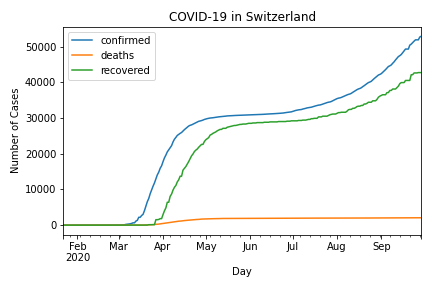 COVID-19 in Switzerland
confirmed
deaths
recovered
Number of Cases
50000
40000
30000
20000
10000
0
Feb Mar Apr May Jun Jul Aug Sep
2020
Day